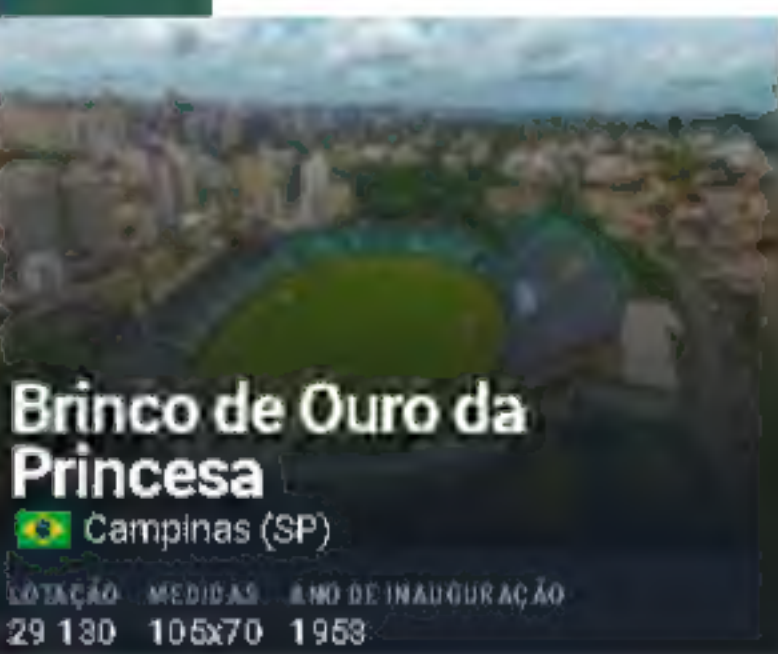 Brinco de Ouro da
Princesa
Campinas (SP)
LOTAÇÃO MEDIDAS ANO DE INAUGURAÇÃO
29 130 105x70 1953